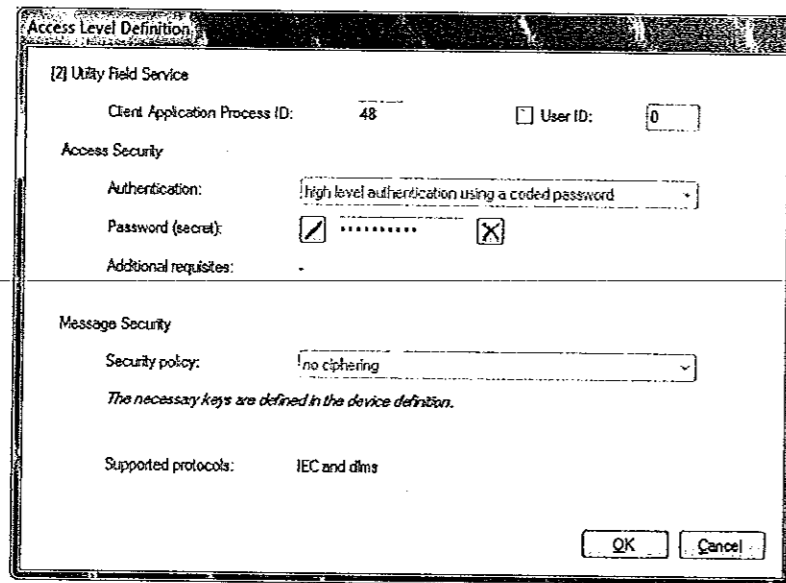 Access Level Definition
[2] Utility Field Service
Client Application Process ID: 48 User ID: 0
Access Security
Authentication: high level authentication using a coded password
Password (secret): ••••••••••
Additional requisites: -
Message Security
Security policy: no ciphering
The necessary keys are defined in the device definition.
Supported protocols: IEC and dlms
OK Cancel